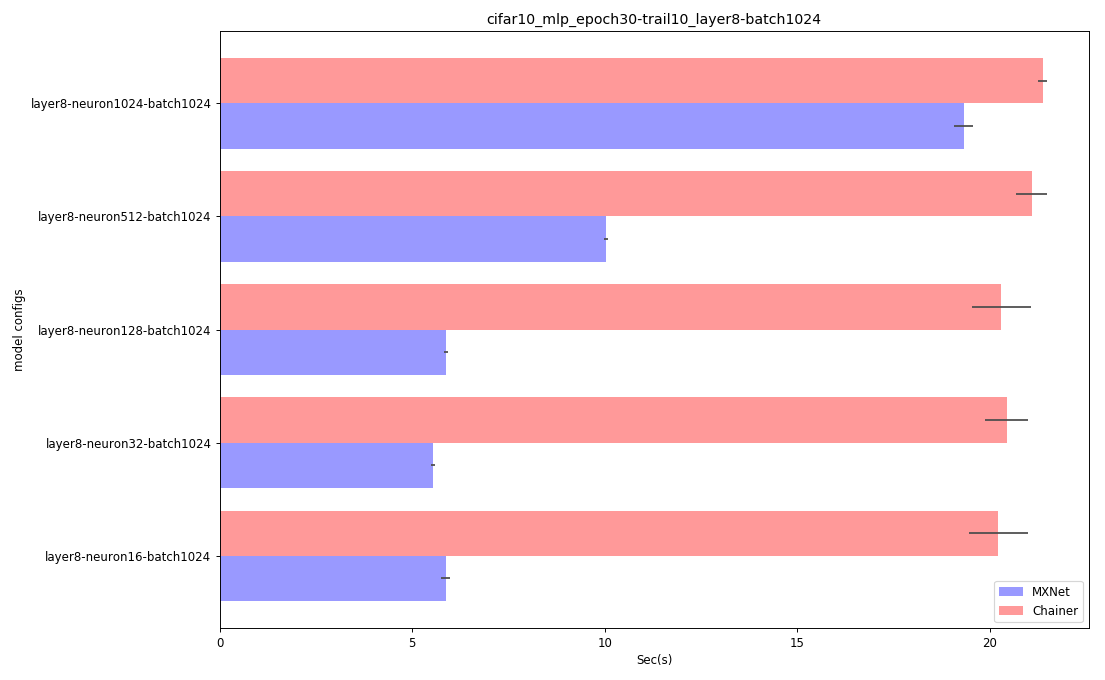 cifar10_mlp_epoch30-trail10_layer8-batch1024
layer8-neuron1024-batch1024
layer8-neuron512-batch1024
layer8-neuron128-batch1024
layer8-neuron32-batch1024
layer8-neuron16-batch1024
model configs
0 5 10 15 20
Sec(s)
MXNet
Chainer